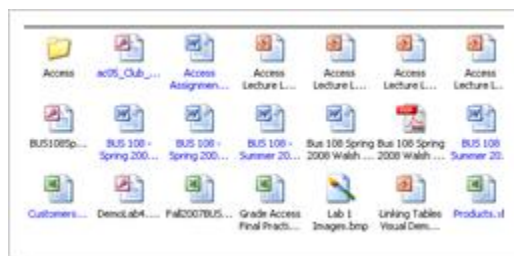 Access ac05_Club_... Access Access Access Access Access
Assignmen... Lecture L... Lecture L... Lecture L... Lecture L...
BUS108Sp... BUS 108 - BUS 108 - BUS 108 - Bus 108 Spring Bus 108 Spring BUS 108
Spring 200... Spring 200... Summer 20... 2008 Walsh ... 2008 Walsh ... Summer 20.
Customers... DemoLab4.... Fall2007BUS... Grade Access Lab 1 Linking Tables Products.xl
Final Practi... Images.bmp Visual Dem...